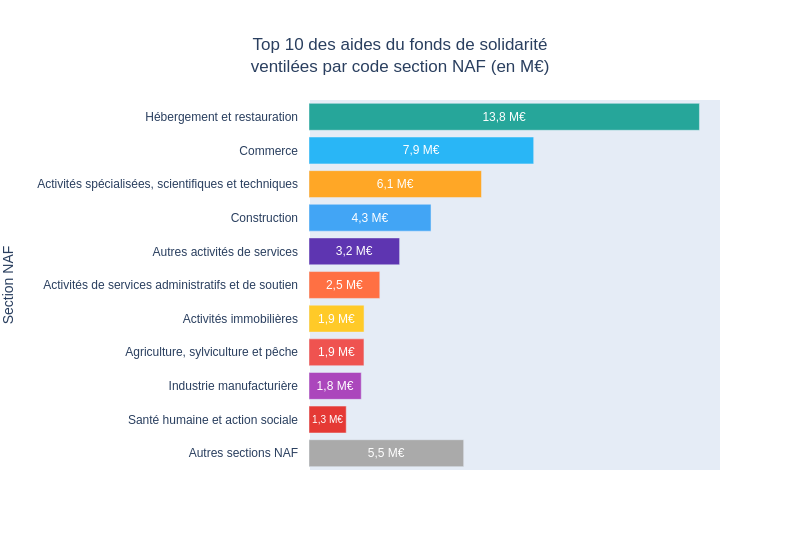 Top 10 des aides du fonds de solidarité
ventilées par code section NAF (en M€)
Section NAF
Hébergement et restauration 13,8 M€
Commerce 7,9 M€
Activités spécialisées, scientifiques et techniques 6,1 M€
Construction 4,3 M€
Autres activités de services 3,2 M€
Activités de services administratifs et de soutien 2,5 M€
Activités immobilières 1,9 M€
Agriculture, sylviculture et pêche 1,9 M€
Industrie manufacturière 1,8 M€
Santé humaine et action sociale 1,3 M€
Autres sections NAF 5,5 M€